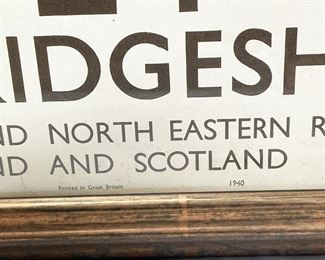 RIDGESH
ND NORTH EASTERN R
ND AND SCOTLAND
Printed in Great Britain 1940